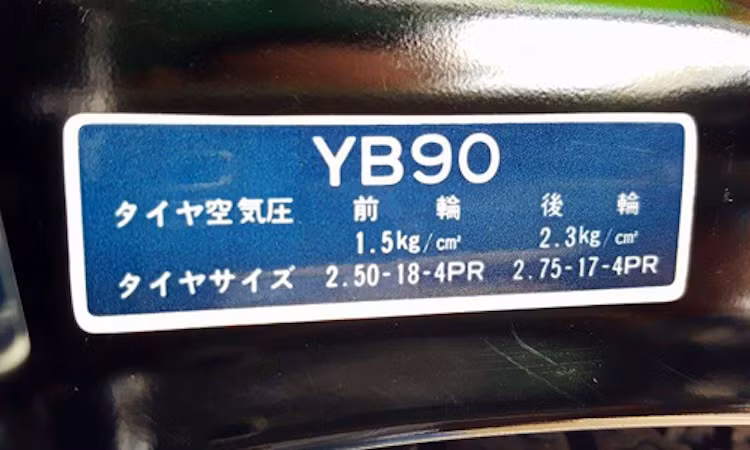 YB90
タイヤ空気圧 前輪 後輪
1.5kg/cm² 2.3kg/cm²
タイヤサイズ 2.50-18-4PR 2.75-17-4PR